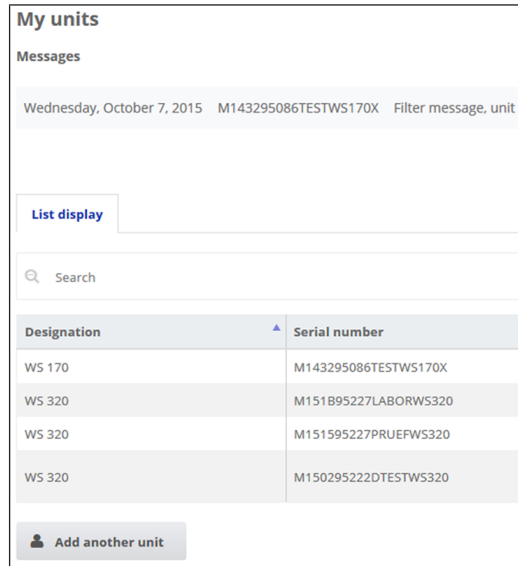 My units
Messages
Wednesday, October 7, 2015 M143295086TESTWS170X Filter message, unit
List display
Search
Designation Serial number
WS 170 M143295086TESTWS170X
WS 320 M151B95227LABORWS320
WS 320 M151595227PRUEFWS320
WS 320 M150295222DTESTWS320
Add another unit